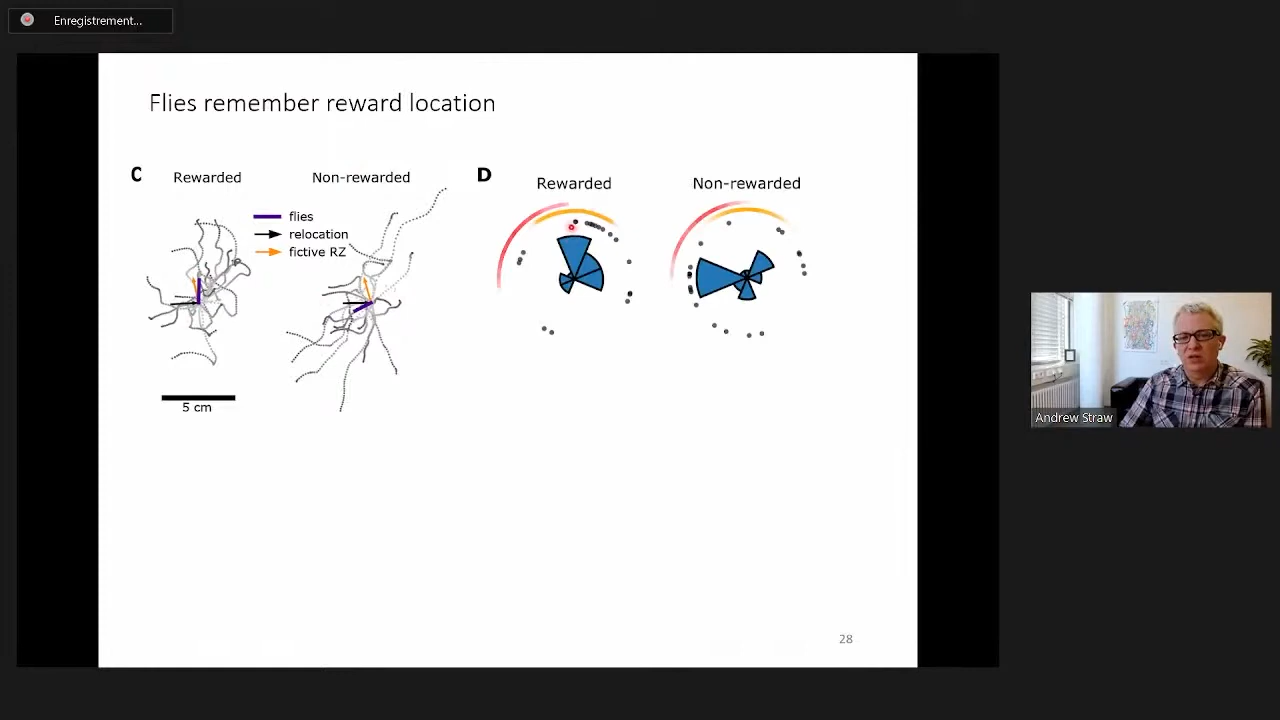 Enregistrement...
Flies remember reward location
C
Rewarded
Non-rewarded
flies
relocation
fictive RZ
5 cm
D
Rewarded
Non-rewarded
28
Andrew Straw